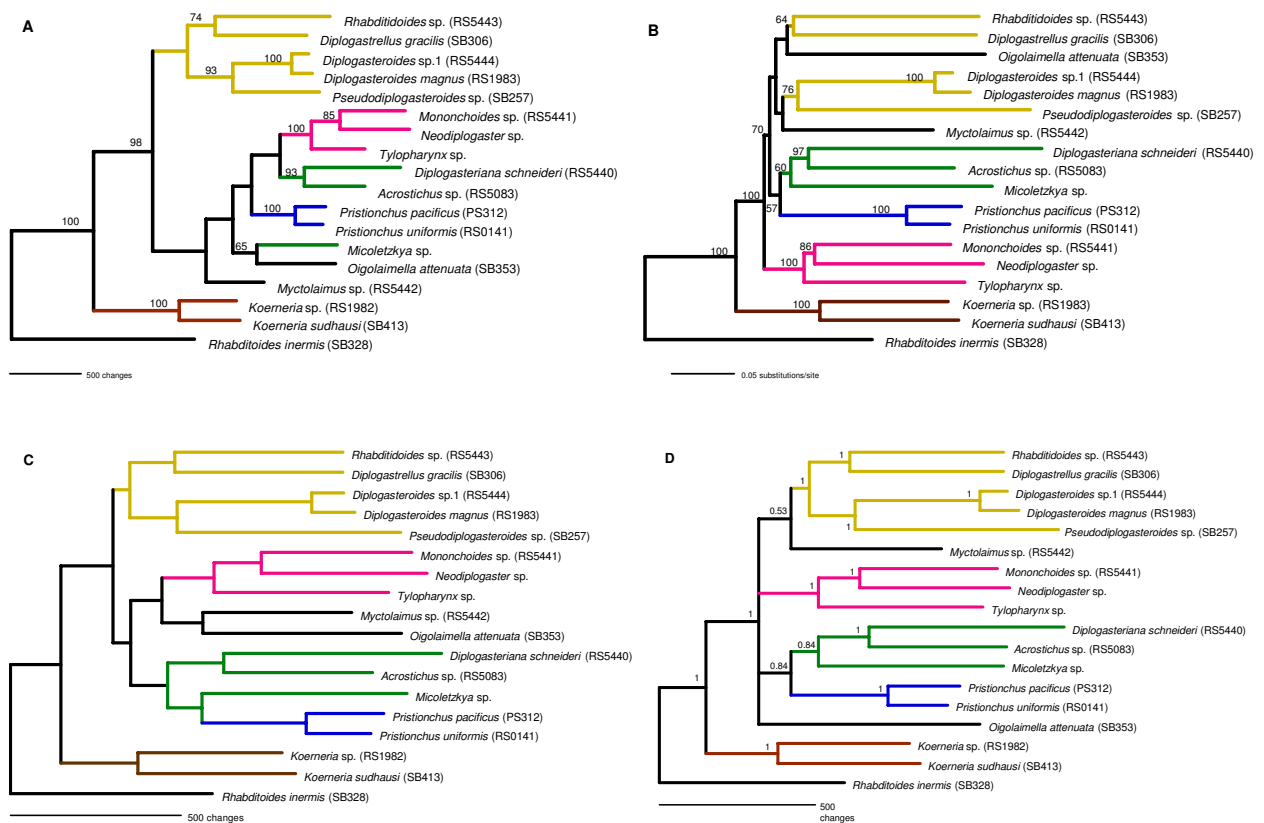 A
74
Rhabditidoides sp. (RS5443)
Diplogastrellus gracilis (SB306)
100
Diplogasteroides sp.1 (RS5444)
93
Diplogasteroides magnus (RS1983)
Pseudodiplogasteroides sp. (SB257)
85
Mononchoides sp. (RS5441)
100
Neodiplogaster sp.
98
Tylopharynx sp.
93
Diplogasteriana schneideri (RS5440)
Acrostichus sp. (RS5083)
100
Pristionchus pacificus (PS312)
100
Pristionchus uniformis (RS0141)
65
Micoletzkya sp.
Oigolaimella attenuata (SB353)
Myctolaimus sp. (RS5442)
100
Koerneria sp. (RS1982)
Koerneria sudhausi (SB413)
Rhabditoides inermis (SB328)
500 changes
B
64
Rhabditidoides sp. (RS5443)
Diplogastrellus gracilis (SB306)
Oigolaimella attenuata (SB353)
100
Diplogasteroides sp.1 (RS5444)
76
Diplogasteroides magnus (RS1983)
Pseudodiplogasteroides sp. (SB257)
70
Myctolaimus sp. (RS5442)
97
Diplogasteriana schneideri (RS5440)
60
Acrostichus sp. (RS5083)
Micoletzkya sp.
100
57
100
Pristionchus pacificus (PS312)
Pristionchus uniformis (RS0141)
86
Mononchoides sp. (RS5441)
100
100
Neodiplogaster sp.
Tylopharynx sp.
100
Koerneria sp. (RS1983)
Koerneria sudhausi (SB413)
Rhabditoides inermis (SB328)
0.05 substitutions/site
C
Rhabditidoides sp. (RS5443)
Diplogastrellus gracilis (SB306)
Diplogasteroides sp.1 (RS5444)
Diplogasteroides magnus (RS1983)
Pseudodiplogasteroides sp. (SB257)
Mononchoides sp. (RS5441)
Neodiplogaster sp.
Tylopharynx sp.
Myctolaimus sp. (RS5442)
Oigolaimella attenuata (SB353)
Diplogasteriana schneideri (RS5440)
Acrostichus sp. (RS5083)
Micoletzkya sp.
Pristionchus pacificus (PS312)
Pristionchus uniformis (RS0141)
Koerneria sp. (RS1982)
Koerneria sudhausi (SB413)
Rhabditoides inermis (SB328)
500 changes
D
1
Rhabditidoides sp. (RS5443)
Diplogastrellus gracilis (SB306)
1
1
Diplogasteroides sp.1 (RS5444)
0.53
Diplogasteroides magnus (RS1983)
1
Pseudodiplogasteroides sp. (SB257)
Myctolaimus sp. (RS5442)
1
Mononchoides sp. (RS5441)
1
Neodiplogaster sp.
Tylopharynx sp.
1
1
Diplogasteriana schneideri (RS5440)
0.84
Acrostichus sp. (RS5083)
0.84
Micoletzkya sp.
1
1
Pristionchus pacificus (PS312)
Pristionchus uniformis (RS0141)
Oigolaimella attenuata (SB353)
1
Koerneria sp. (RS1982)
Koerneria sudhausi (SB413)
Rhabditoides inermis (SB328)
500
changes